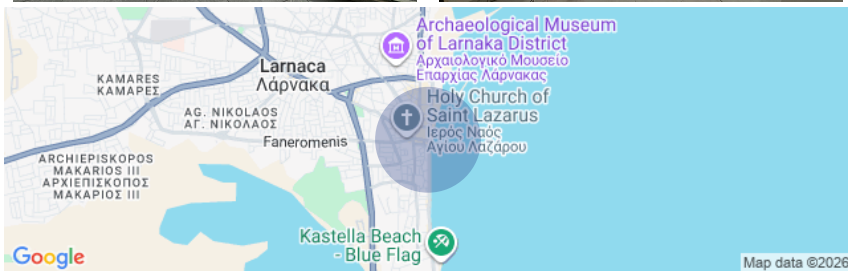 Archaeological Museum
of Larnaka District
Αρχαιολογικό Μουσείο
Επαρχίας Λάρνακας
Larnaca
Λάρνακα
KAMARES
ΚΑΜΑΡΕΣ
Holy Church of
Saint Lazarus
Ιερός Ναός
Αγίου Λαζάρου
AG. NIKOLAOS
ΑΓ. ΝΙΚΟΛΑΟΣ
Faneromenis
ARCHIEPISKOPOS
MAKARIOS III
ΑΡΧΙΕΠΙΣΚΟΠΟΣ
ΜΑΚΑΡΙΟΣ ΙΙΙ
Kastella Beach
- Blue Flag
Google
Map data ©2026